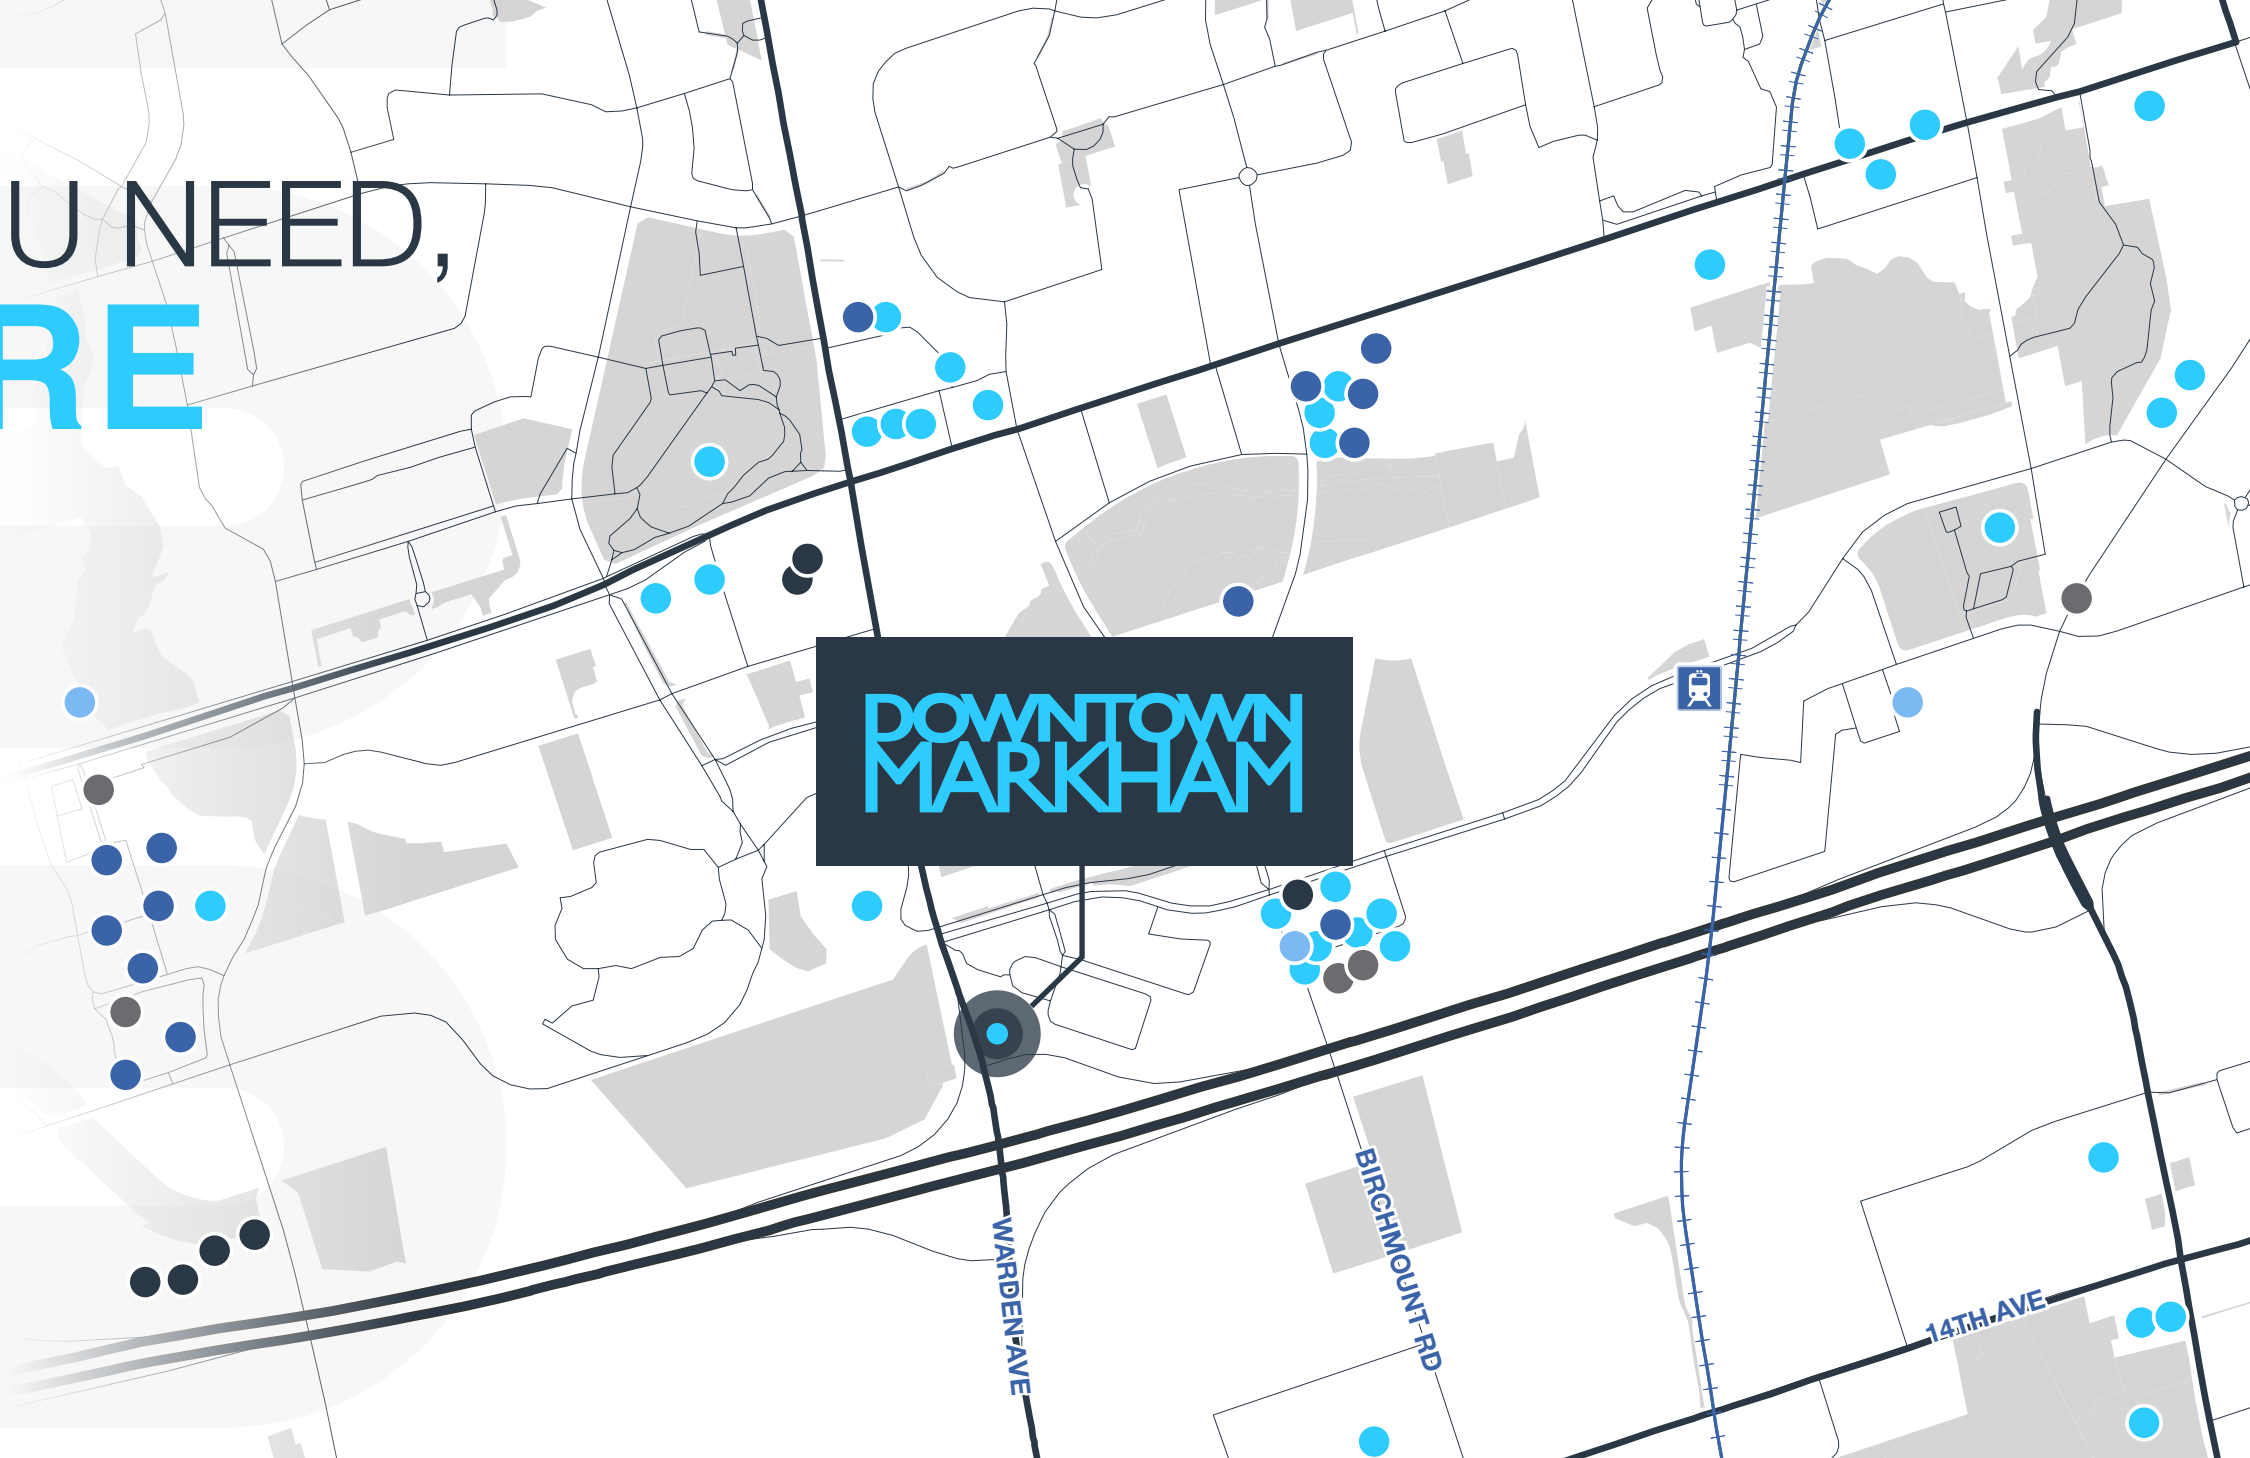 U NEED,
RE
DOWNTOWN
MARKHAM
WARDEN AVE
BIRCHMOUNT RD
14TH AVE